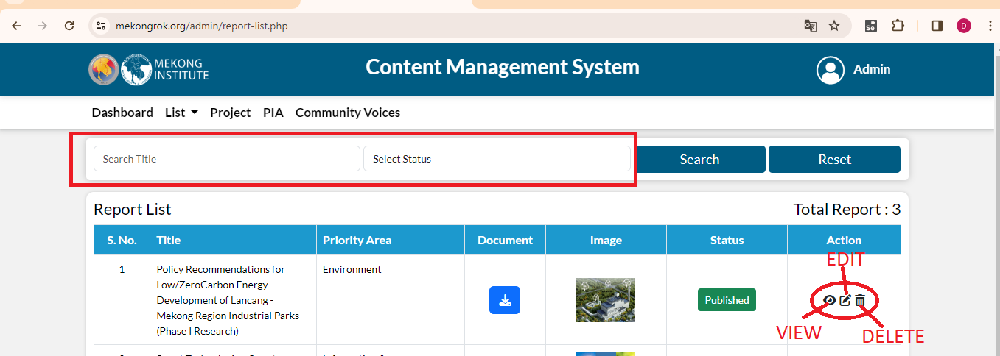 mekongrok.org/admin/report-list.php
Se
D
MEKONG
INSTITUTE
Content Management System
Admin
Dashboard List Project PIA Community Voices
Search Title Select Status Search Reset
Report List Total Report : 3
S. No. Title Priority Area Document Image Status Action
EDIT
1 Policy Recommendations for Environment
Low/ZeroCarbon Energy
Development of Lancang -
Published
Mekong Region Industrial Parks
(Phase I Research)
VIEW DELETE